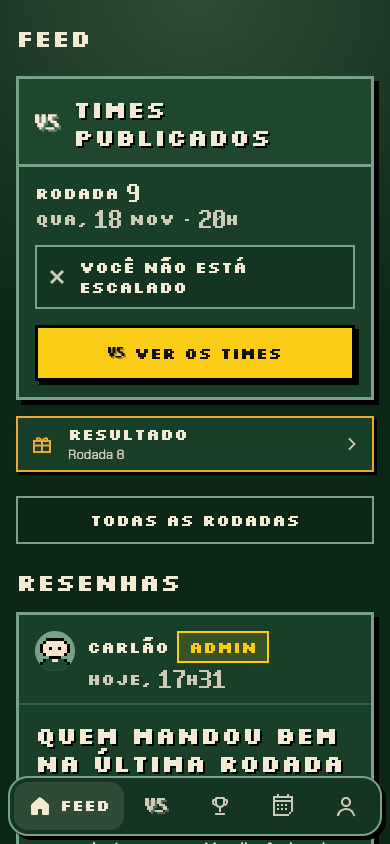 FEED
VS TIMES
PUBLICADOS
RODADA 9
QUA, 18 NOV · 20H
VOCÊ NÃO ESTÁ
ESCALADO
VS VER OS TIMES
RESULTADO
Rodada 8
TODAS AS RODADAS
RESENHAS
CARLÃO ADMIN
HOJE, 17H31
QUEM MANDOU BEM
NA ÚLTIMA RODADA
FEED VS